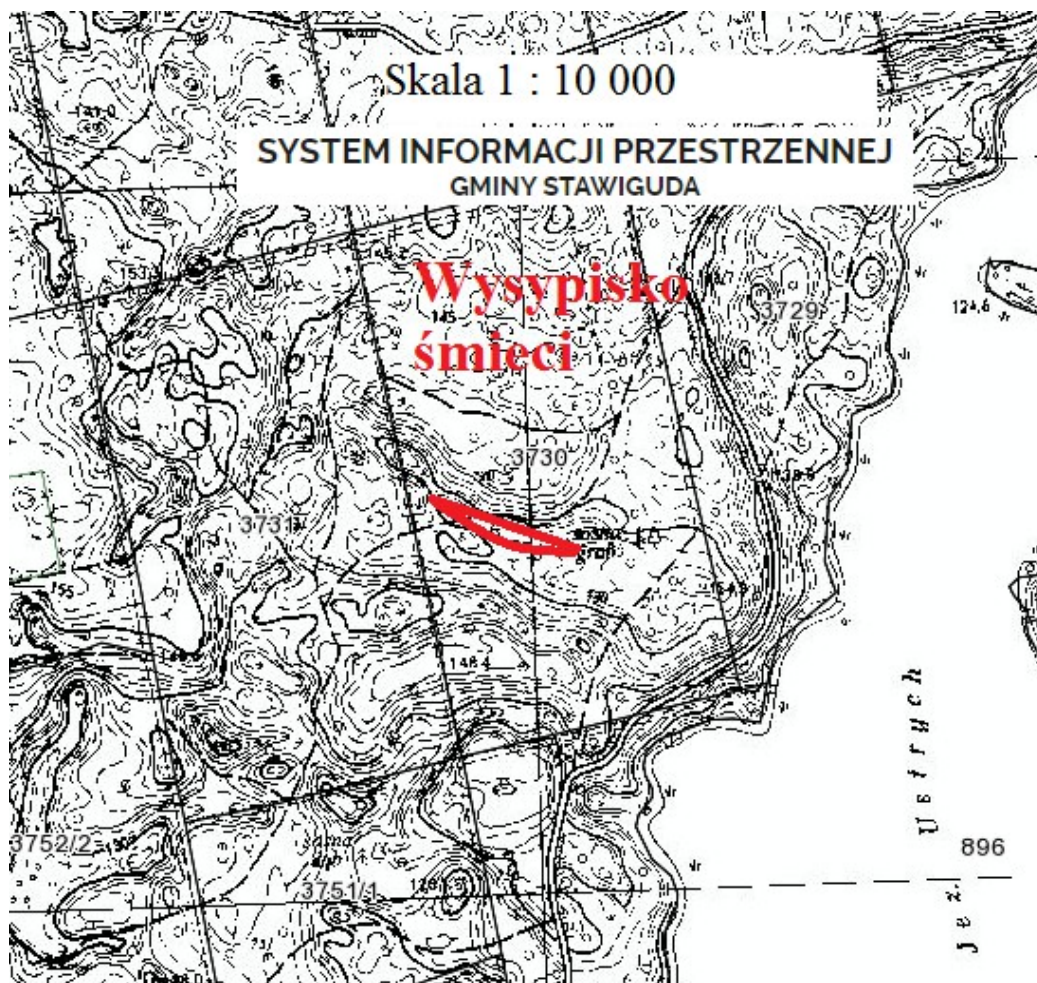 Skala 1 : 10 000
SYSTEM INFORMACJI PRZESTRZENNEJ
GMINY STAWIGUDA
Wysypisko
śmieci
145
3729
124,6
3730
3731
155
148.4
Jez. Ustrych
3752/2
896
3751/1